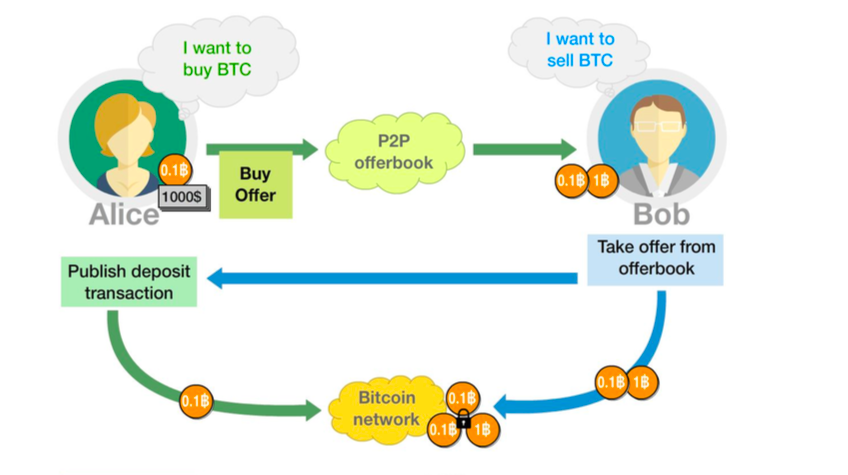 I want to
buy BTC
I want to
sell BTC
0.1฿
1000$
Alice
Buy
Offer
P2P
offerbook
0.1฿ 1฿
Bob
Publish deposit
transaction
Take offer from
offerbook
0.1฿
Bitcoin
network
0.1฿
0.1฿ 1฿
0.1฿ 1฿